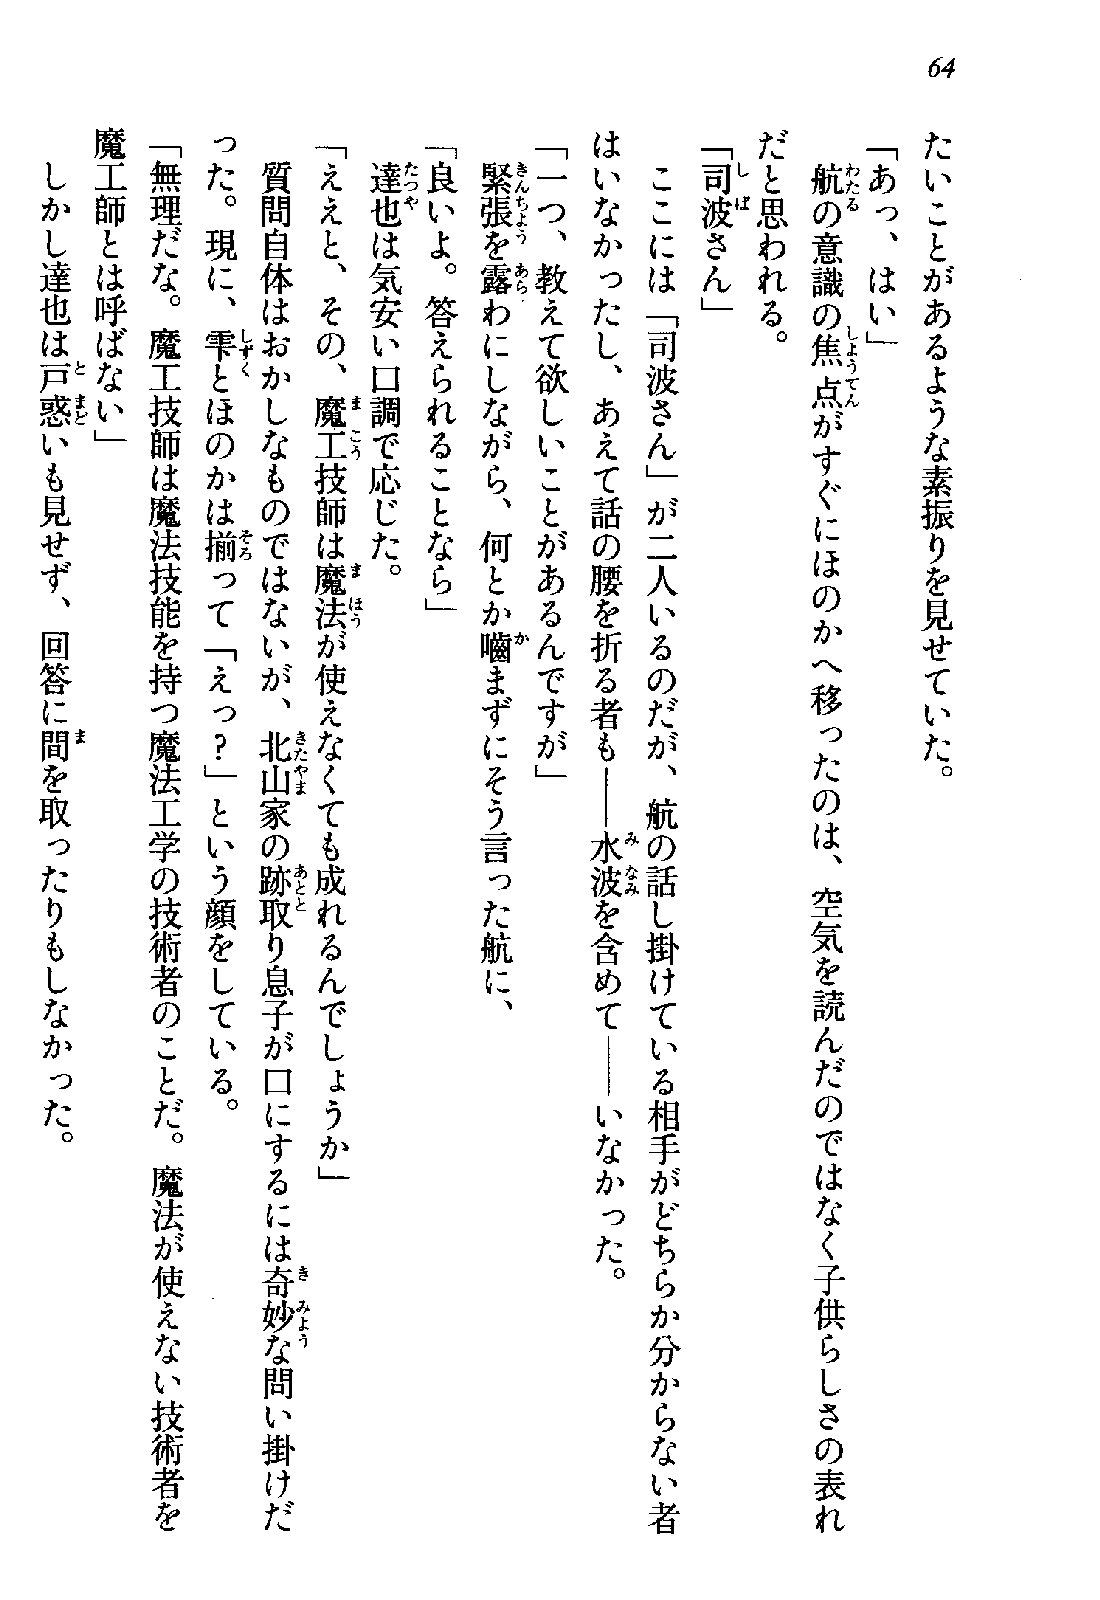 64
たいことがあるような素振りを見せていた。
「あっ、はい」
航の意識の焦点がすぐにほのかへ移ったのは、空気を読んだのではなく子供らしさの表れ
だと思われる。
「司波さん」
ここには「司波さん」が二人いるのだが、航の話し掛けている相手がどちらか分からない者
はいなかったし、あえて話の腰を折る者も――水波を含めて――いなかった。
「一つ、教えて欲しいことがあるんですが」
緊張を露わにしながら、何とか嚙まずにそう言った航に、
「良いよ。答えられることなら」
達也は気安い口調で応じた。
「ええと、その、魔工技師は魔法が使えなくても成れるんでしょうか」
質問自体はおかしなものではないが、北山家の跡取り息子が口にするには奇妙な問い掛けだ
った。現に、雫とほのかは揃って「えっ？」という顔をしている。
「無理だな。魔工技師は魔法技能を持つ魔法工学の技術者のことだ。魔法が使えない技術者を
魔工師とは呼ばない」
しかし達也は戸惑いも見せず、回答に間を取ったりもしなかった。